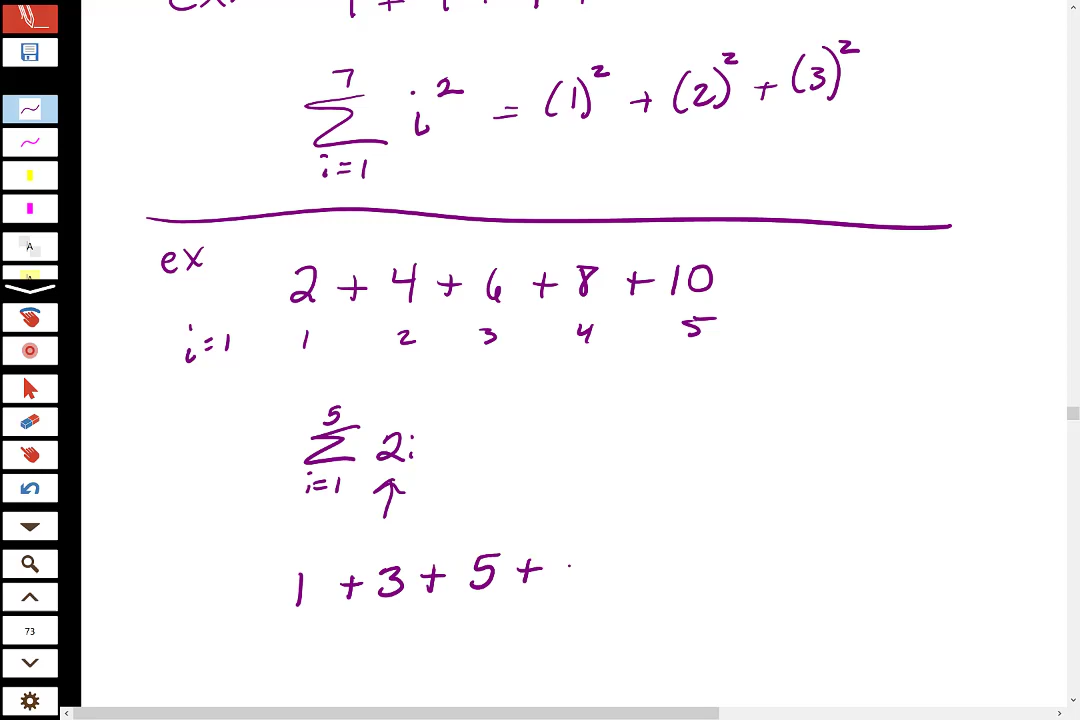 7
∑ i² = (1)² + (2)² + (3)²
i=1
ex 2 + 4 + 6 + 8 + 10
i=1 1 2 3 4 5
5
∑ 2i
i=1
↑
1 + 3 + 5 +
A
73